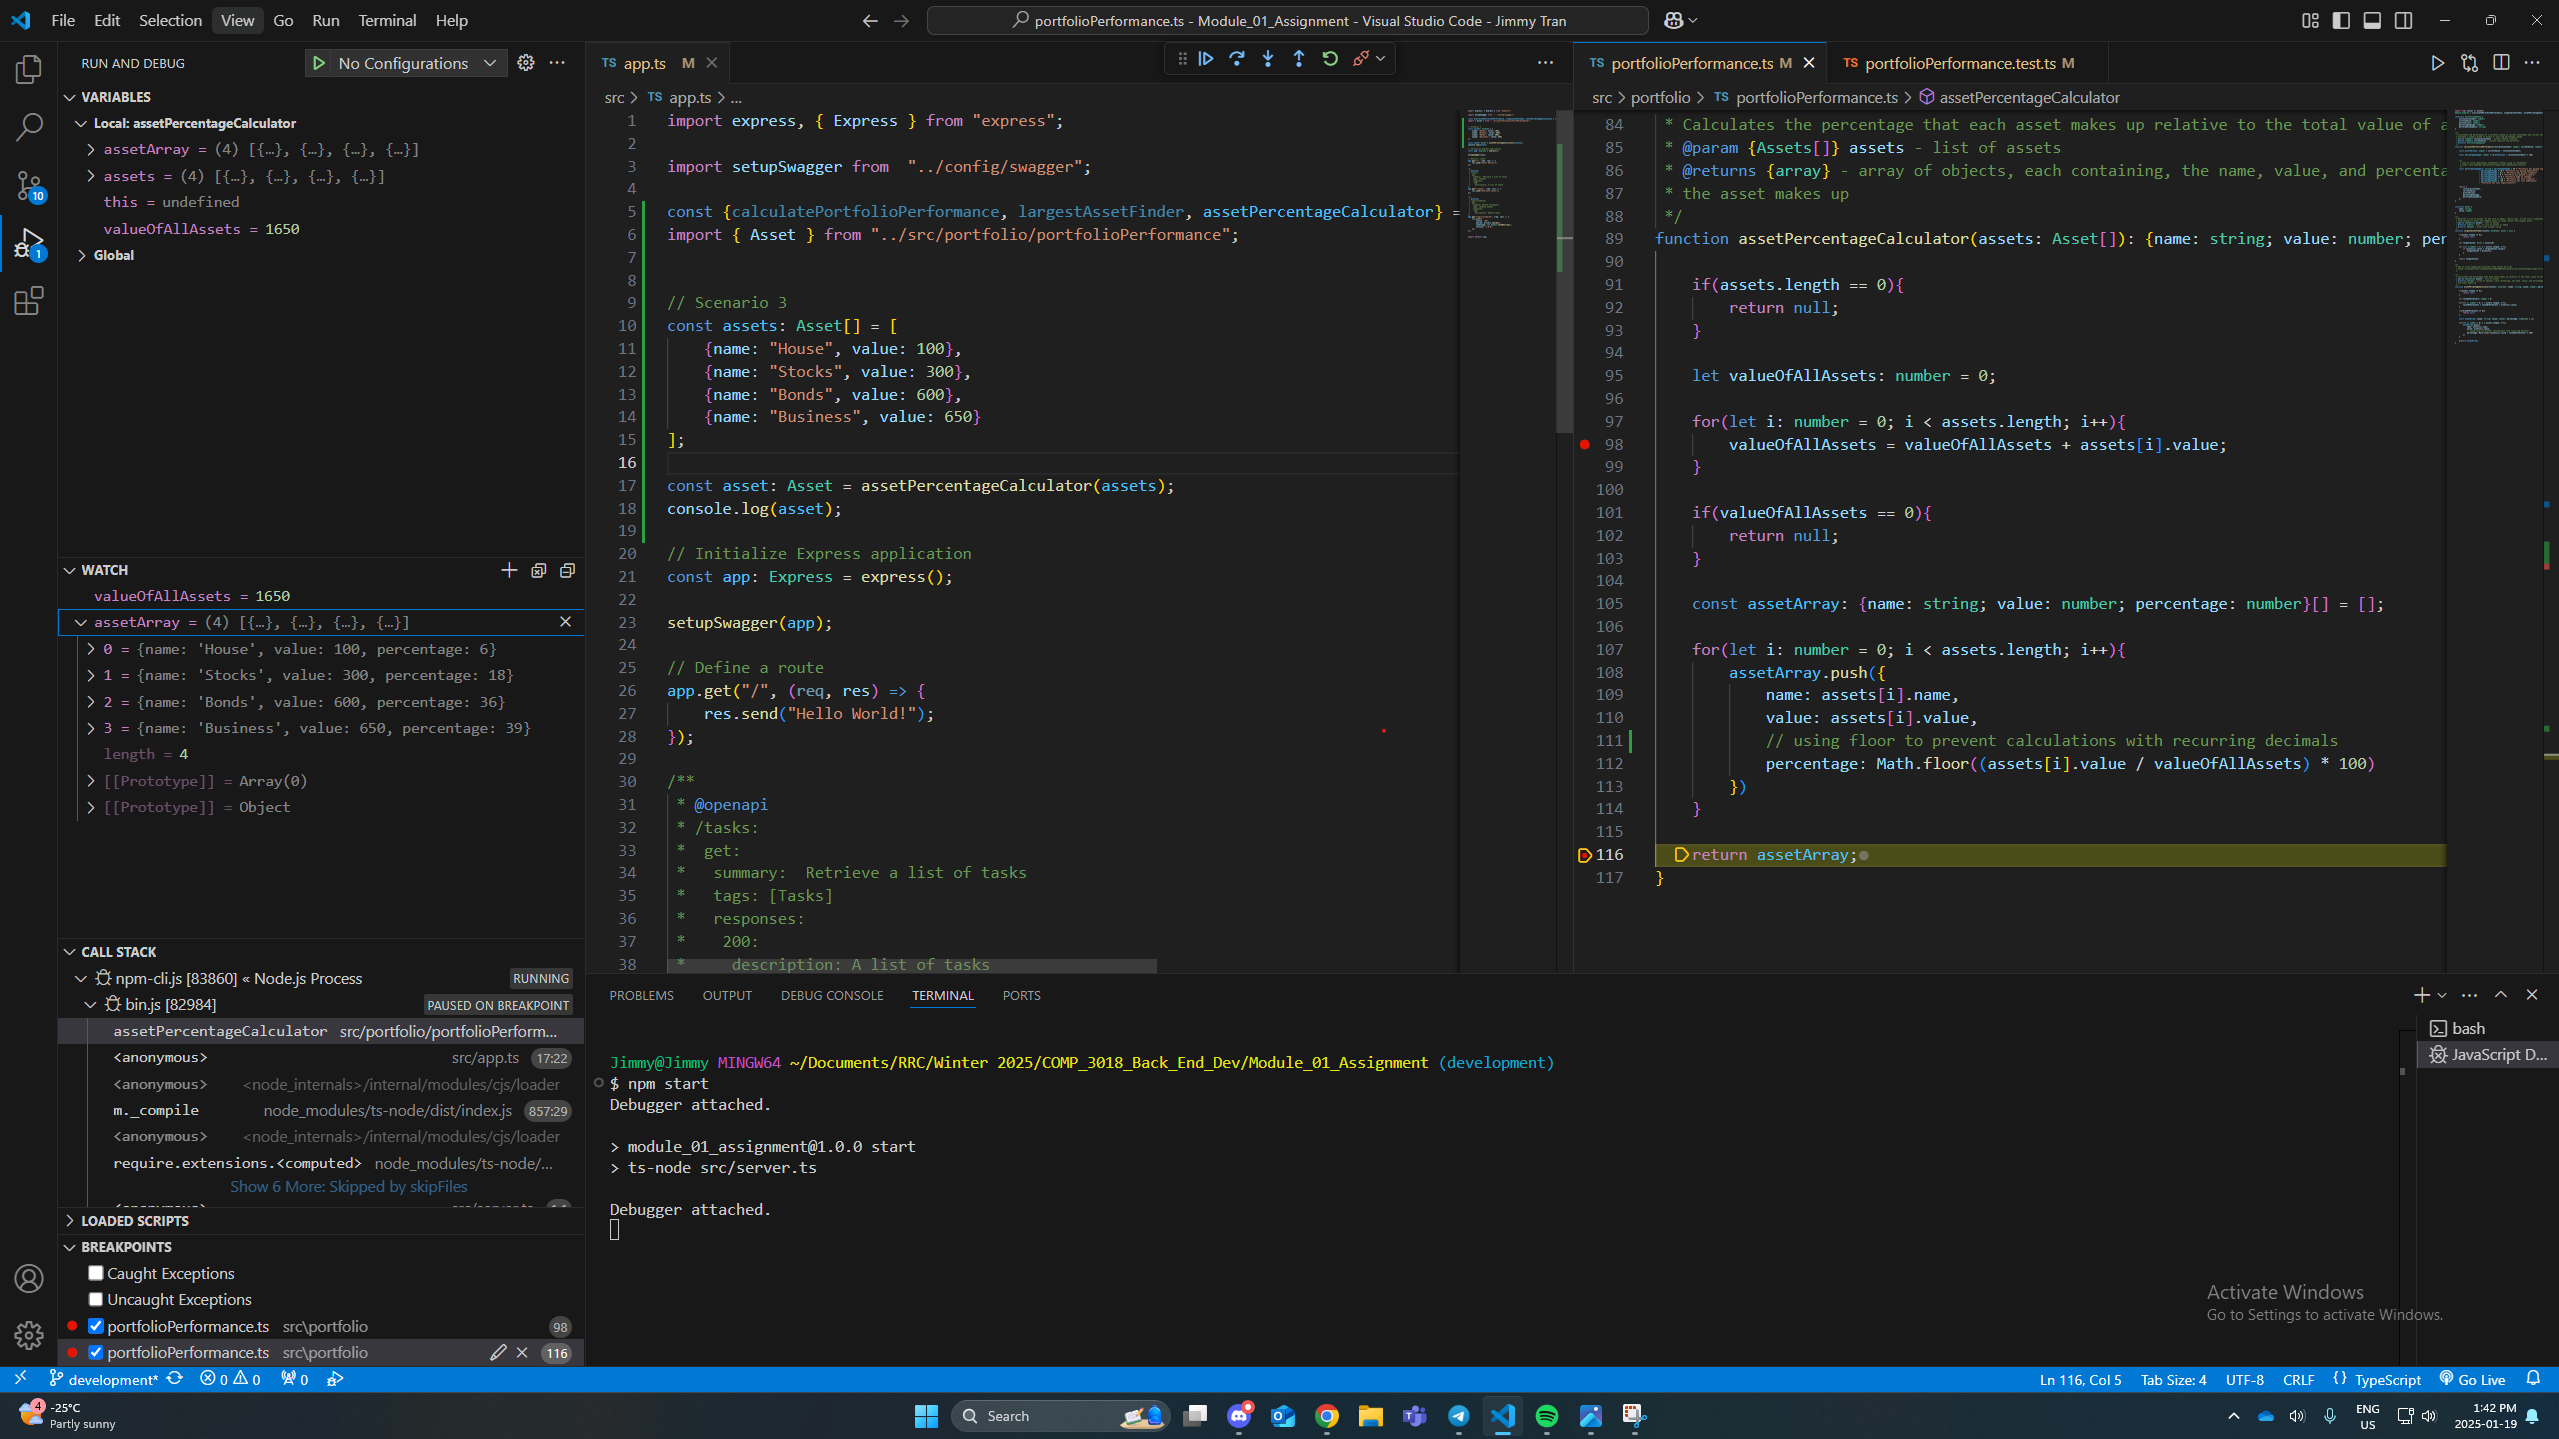 File Edit Selection View Go Run Terminal Help
portfolioPerformance.ts - Module_01_Assignment - Visual Studio Code - Jimmy Tran
RUN AND DEBUG
No Configurations
VARIABLES
Local: assetPercentageCalculator
assetArray = (4) [{…}, {…}, {…}, {…}]
assets = (4) [{…}, {…}, {…}, {…}]
this = undefined
valueOfAllAssets = 1650
Global
10
1
WATCH
valueOfAllAssets = 1650
assetArray = (4) [{…}, {…}, {…}, {…}]
0 = {name: 'House', value: 100, percentage: 6}
1 = {name: 'Stocks', value: 300, percentage: 18}
2 = {name: 'Bonds', value: 600, percentage: 36}
3 = {name: 'Business', value: 650, percentage: 39}
length = 4
[[Prototype]] = Array(0)
[[Prototype]] = Object
CALL STACK
npm-cli.js [83860] « Node.js Process RUNNING
bin.js [82984] PAUSED ON BREAKPOINT
assetPercentageCalculator src/portfolio/portfolioPerform...
<anonymous> src/app.ts 17:22
<anonymous> <node_internals>/internal/modules/cjs/loader
m._compile node_modules/ts-node/dist/index.js 857:29
<anonymous> <node_internals>/internal/modules/cjs/loader
require.extensions.<computed> node_modules/ts-node/...
Show 6 More: Skipped by skipFiles
LOADED SCRIPTS
BREAKPOINTS
Caught Exceptions
Uncaught Exceptions
portfolioPerformance.ts src\portfolio 98
portfolioPerformance.ts src\portfolio 116
TS app.ts M
src > TS app.ts > ...
1 import express, { Express } from "express";
2
3 import setupSwagger from  "../config/swagger";
4
5 const {calculatePortfolioPerformance, largestAssetFinder, assetPercentageCalculator} =
6 import { Asset } from "../src/portfolio/portfolioPerformance";
7
8
9 // Scenario 3
10 const assets: Asset[] = [
11     {name: "House", value: 100},
12     {name: "Stocks", value: 300},
13     {name: "Bonds", value: 600},
14     {name: "Business", value: 650}
15 ];
16
17 const asset: Asset = assetPercentageCalculator(assets);
18 console.log(asset);
19
20 // Initialize Express application
21 const app: Express = express();
22
23 setupSwagger(app);
24
25 // Define a route
26 app.get("/", (req, res) => {
27     res.send("Hello World!");
28 });
29
30 /**
31  * @openapi
32  * /tasks:
33  *  get:
34  *   summary:  Retrieve a list of tasks
35  *   tags: [Tasks]
36  *   responses:
37  *    200:
38  *     description: A list of tasks
TS portfolioPerformance.ts M TS portfolioPerformance.test.ts M
src > portfolio > TS portfolioPerformance.ts > assetPercentageCalculator
84  * Calculates the percentage that each asset makes up relative to the total value of a
85  * @param {Assets[]} assets - list of assets
86  * @returns {array} - array of objects, each containing, the name, value, and percenta
87  * the asset makes up
88  */
89 function assetPercentageCalculator(assets: Asset[]): {name: string; value: number; per
90
91     if(assets.length == 0){
92         return null;
93     }
94
95     let valueOfAllAssets: number = 0;
96
97     for(let i: number = 0; i < assets.length; i++){
98         valueOfAllAssets = valueOfAllAssets + assets[i].value;
99     }
100
101     if(valueOfAllAssets == 0){
102         return null;
103     }
104
105     const assetArray: {name: string; value: number; percentage: number}[] = [];
106
107     for(let i: number = 0; i < assets.length; i++){
108         assetArray.push({
109             name: assets[i].name,
110             value: assets[i].value,
111             // using floor to prevent calculations with recurring decimals
112             percentage: Math.floor((assets[i].value / valueOfAllAssets) * 100)
113         })
114     }
115
116     return assetArray;
117 }
PROBLEMS OUTPUT DEBUG CONSOLE TERMINAL PORTS
Jimmy@Jimmy MINGW64 ~/Documents/RRC/Winter 2025/COMP_3018_Back_End_Dev/Module_01_Assignment (development)
$ npm start
Debugger attached.
> module_01_assignment@1.0.0 start
> ts-node src/server.ts
Debugger attached.
bash
JavaScript D...
Activate Windows
Go to Settings to activate Windows.
development* 0 0 0
Ln 116, Col 5 Tab Size: 4 UTF-8 CRLF {} TypeScript Go Live
4
-25°C
Partly sunny
Search
ENG
US
1:42 PM
2025-01-19